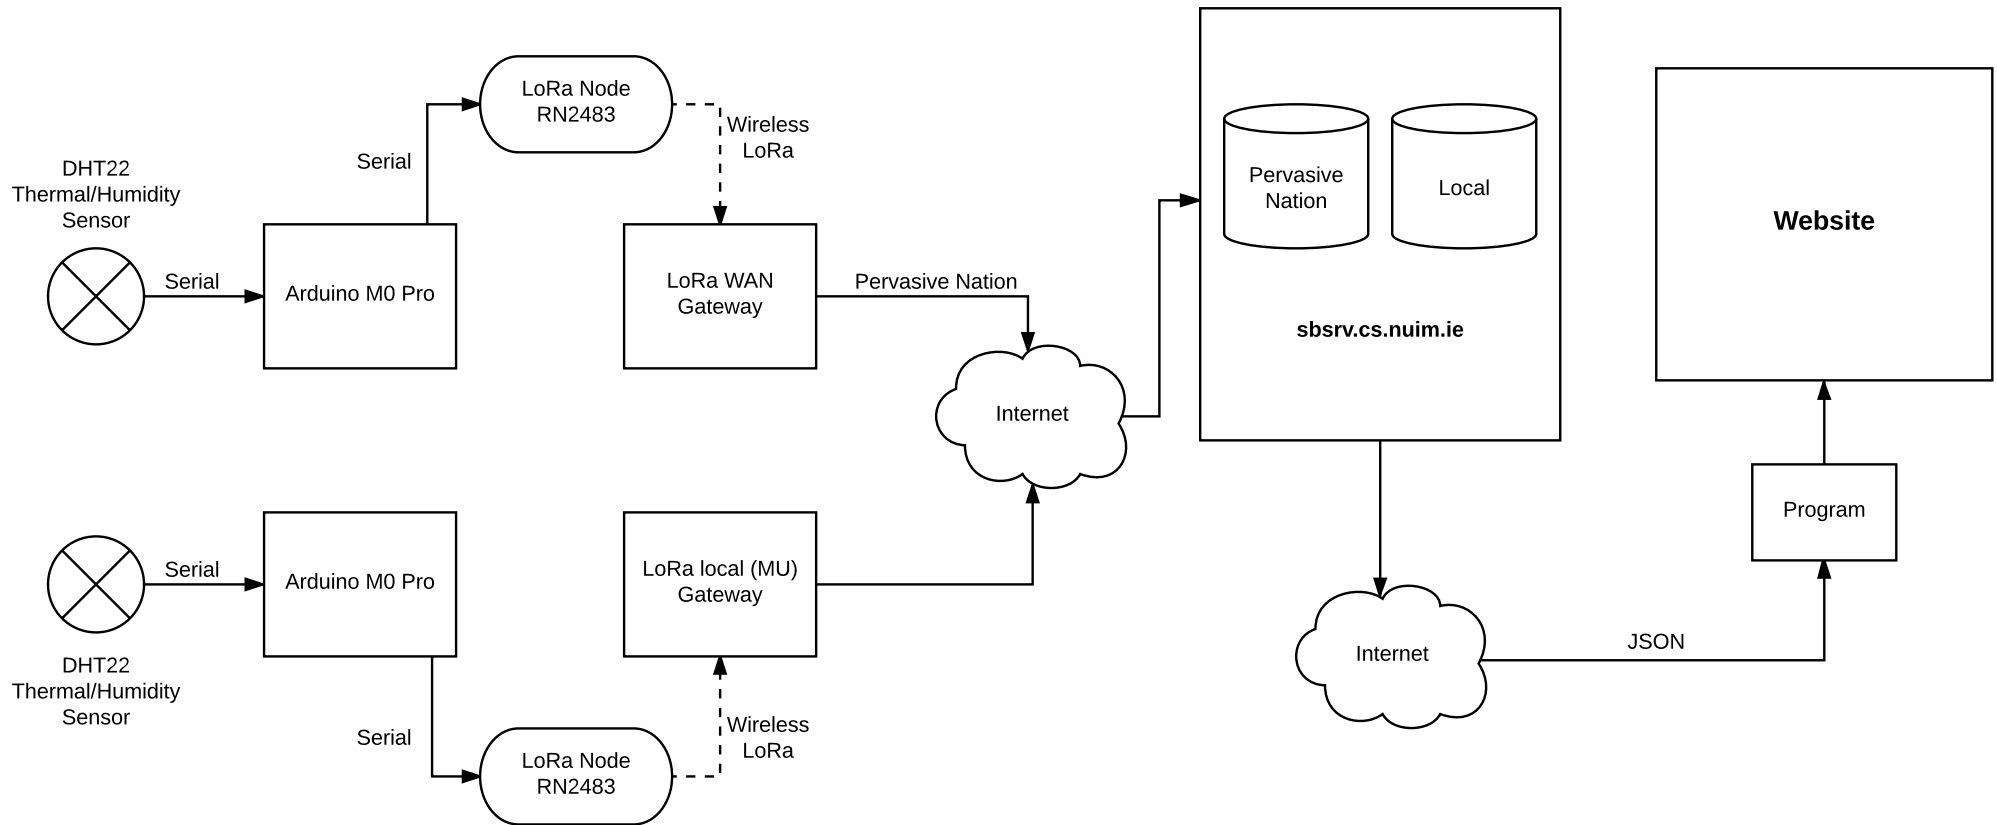 DHT22
Thermal/Humidity
Sensor
Serial
Arduino M0 Pro
Serial
LoRa Node
RN2483
Wireless
LoRa
LoRa WAN
Gateway
Pervasive Nation
Internet
Pervasive
Nation
Local
sbsrv.cs.nuim.ie
Website
Program
JSON
Internet
DHT22
Thermal/Humidity
Sensor
Serial
Arduino M0 Pro
Serial
LoRa Node
RN2483
Wireless
LoRa
LoRa local (MU)
Gateway